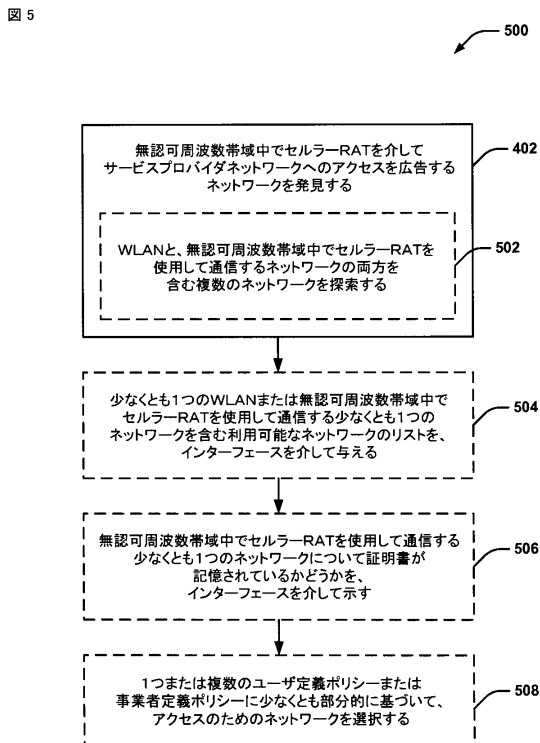 図 5
500
無認可周波数帯域中でセルラーRATを介して
サービスプロバイダネットワークへのアクセスを広告する
ネットワークを発見する
402
WLANと、無認可周波数帯域中でセルラーRATを
使用して通信するネットワークの両方を
含む複数のネットワークを探索する
502
少なくとも1つのWLANまたは無認可周波数帯域中で
セルラーRATを使用して通信する少なくとも1つの
ネットワークを含む利用可能なネットワークのリストを、
インターフェースを介して与える
504
無認可周波数帯域中でセルラーRATを使用して通信する
少なくとも1つのネットワークについて証明書が
記憶されているかどうかを、
インターフェースを介して示す
506
1つまたは複数のユーザ定義ポリシーまたは
事業者定義ポリシーに少なくとも部分的に基づいて、
アクセスのためのネットワークを選択する
508